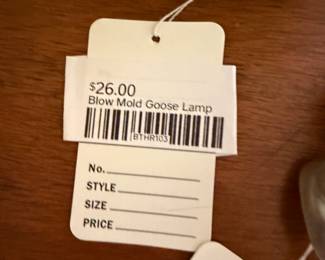 $26.00
Blow Mold Goose Lamp
BTHR103
No.
STYLE
SIZE
PRICE